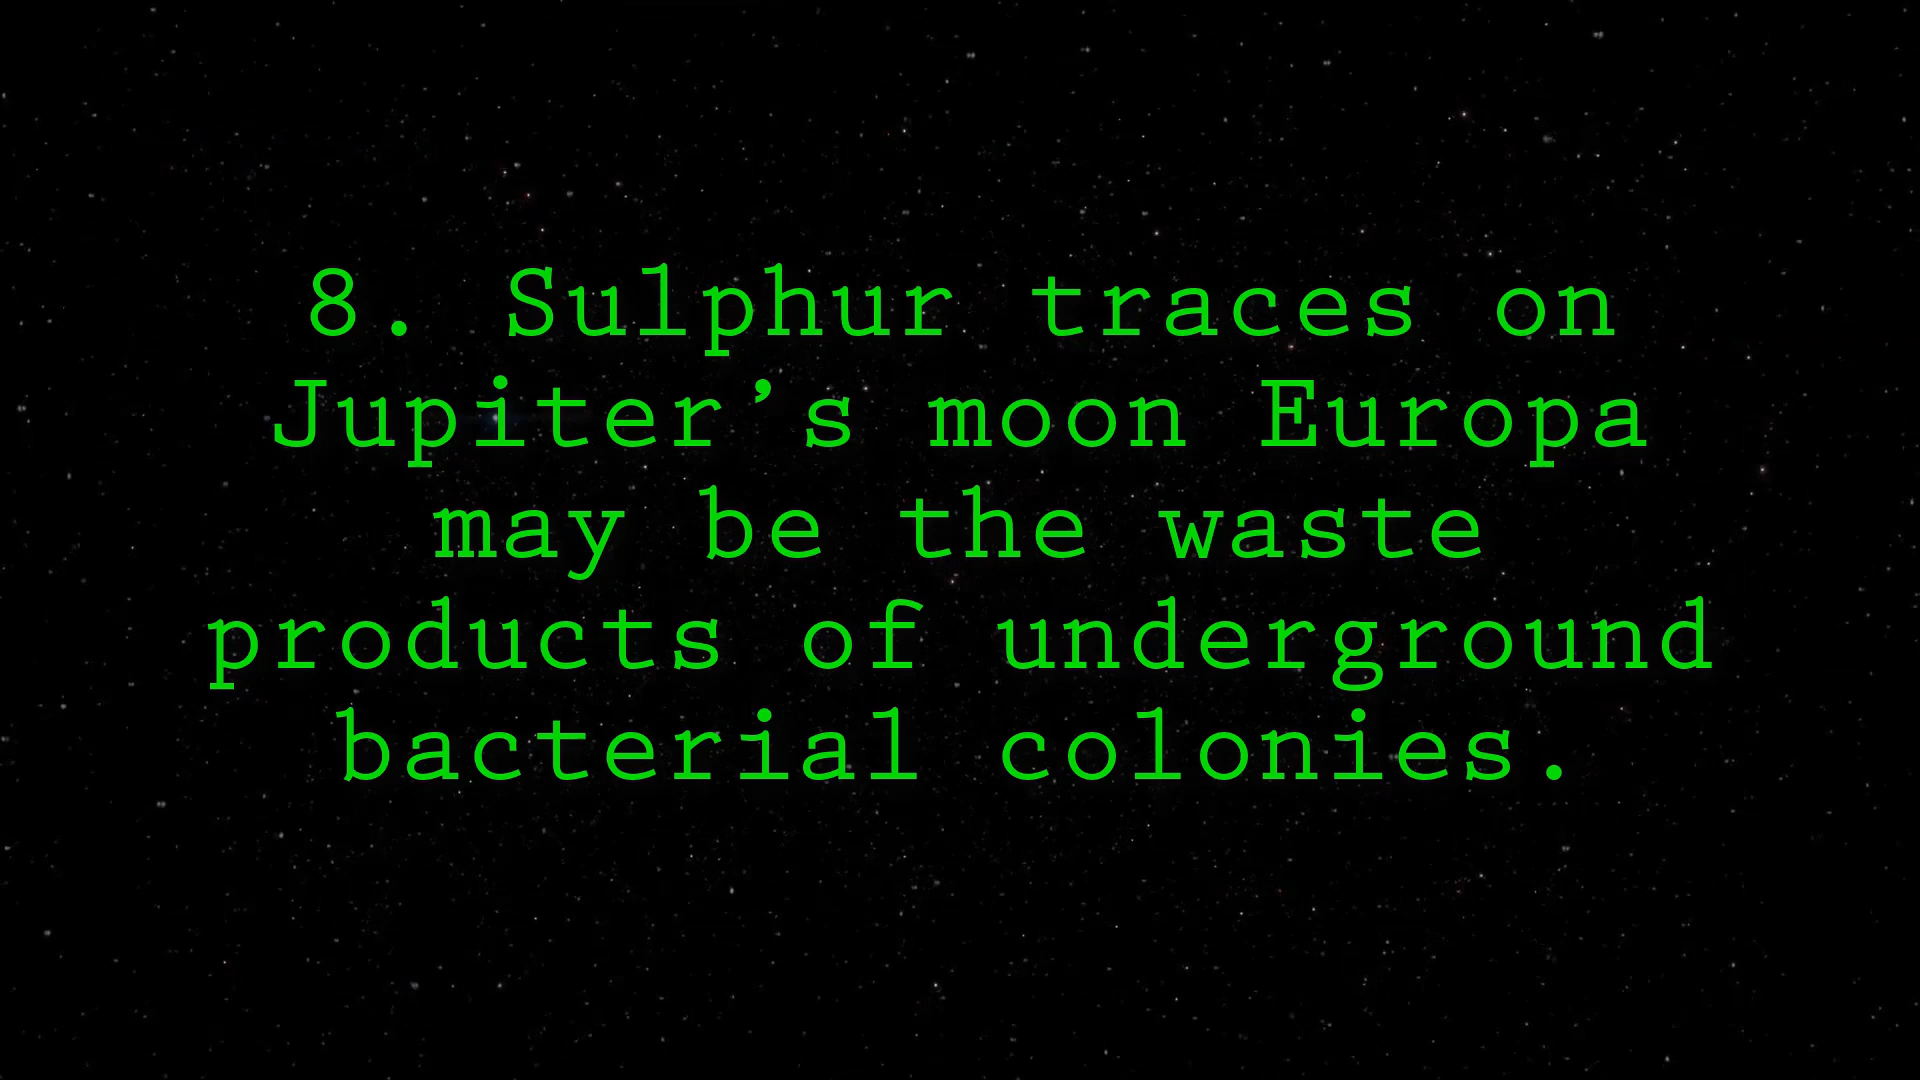 8. Sulphur traces on
Jupiter’s moon Europa
may be the waste
products of underground
bacterial colonies.